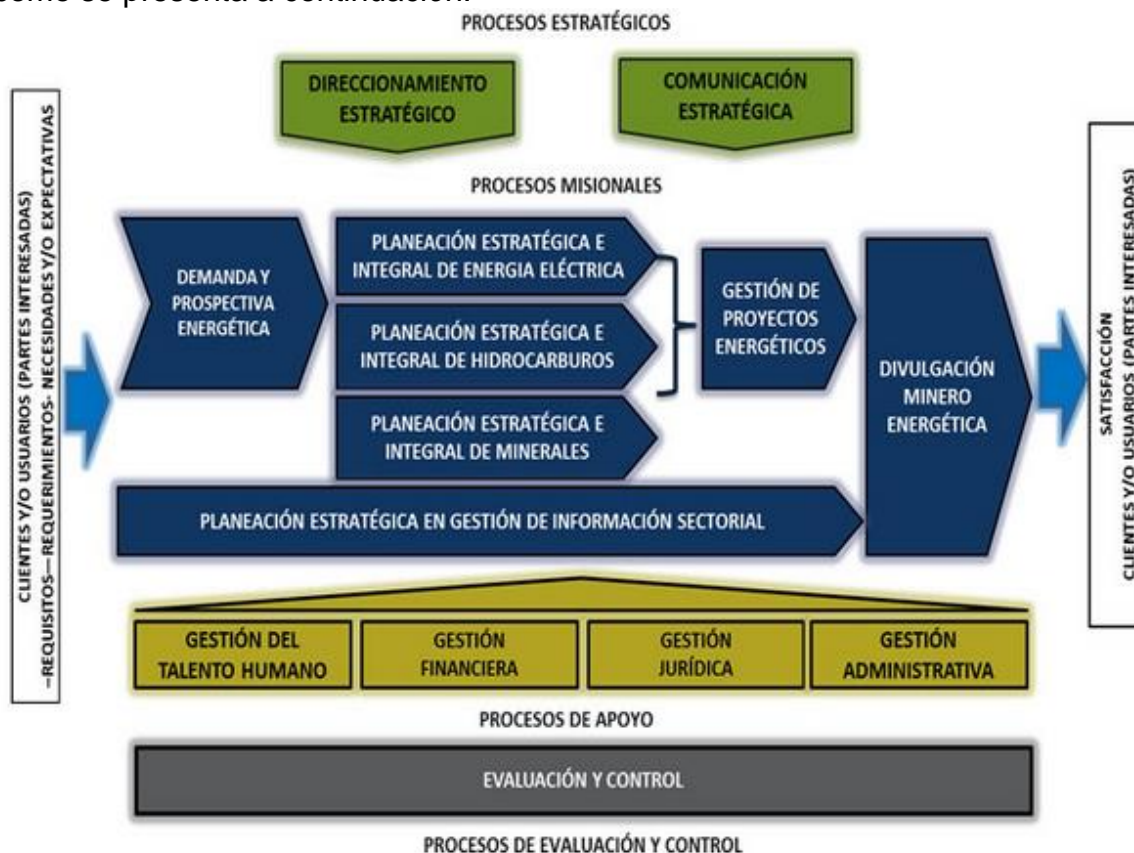 como se presenta a continuación:
PROCESOS ESTRATÉGICOS
DIRECCIONAMIENTO
ESTRATÉGICO
COMUNICACIÓN
ESTRATÉGICA
CLIENTES Y/O USUARIOS (PARTES INTERESADAS)
–REQUISITOS—REQUERIMIENTOS- NECESIDADES Y/O EXPECTATIVAS
PROCESOS MISIONALES
DEMANDA Y
PROSPECTIVA
ENERGÉTICA
PLANEACIÓN ESTRATÉGICA E
INTEGRAL DE ENERGIA ELÉCTRICA
PLANEACIÓN ESTRATÉGICA E
INTEGRAL DE HIDROCARBUROS
PLANEACIÓN ESTRATÉGICA E
INTEGRAL DE MINERALES
GESTIÓN DE
PROYECTOS
ENERGÉTICOS
DIVULGACIÓN
MINERO
ENERGÉTICA
PLANEACIÓN ESTRATÉGICA EN GESTIÓN DE INFORMACIÓN SECTORIAL
SATISFACCIÓN
CLIENTES Y/O USUARIOS (PARTES INTERESADAS)
GESTIÓN DEL
TALENTO HUMANO
GESTIÓN
FINANCIERA
GESTIÓN
JURÍDICA
GESTIÓN
ADMINISTRATIVA
PROCESOS DE APOYO
EVALUACIÓN Y CONTROL
PROCESOS DE EVALUACIÓN Y CONTROL